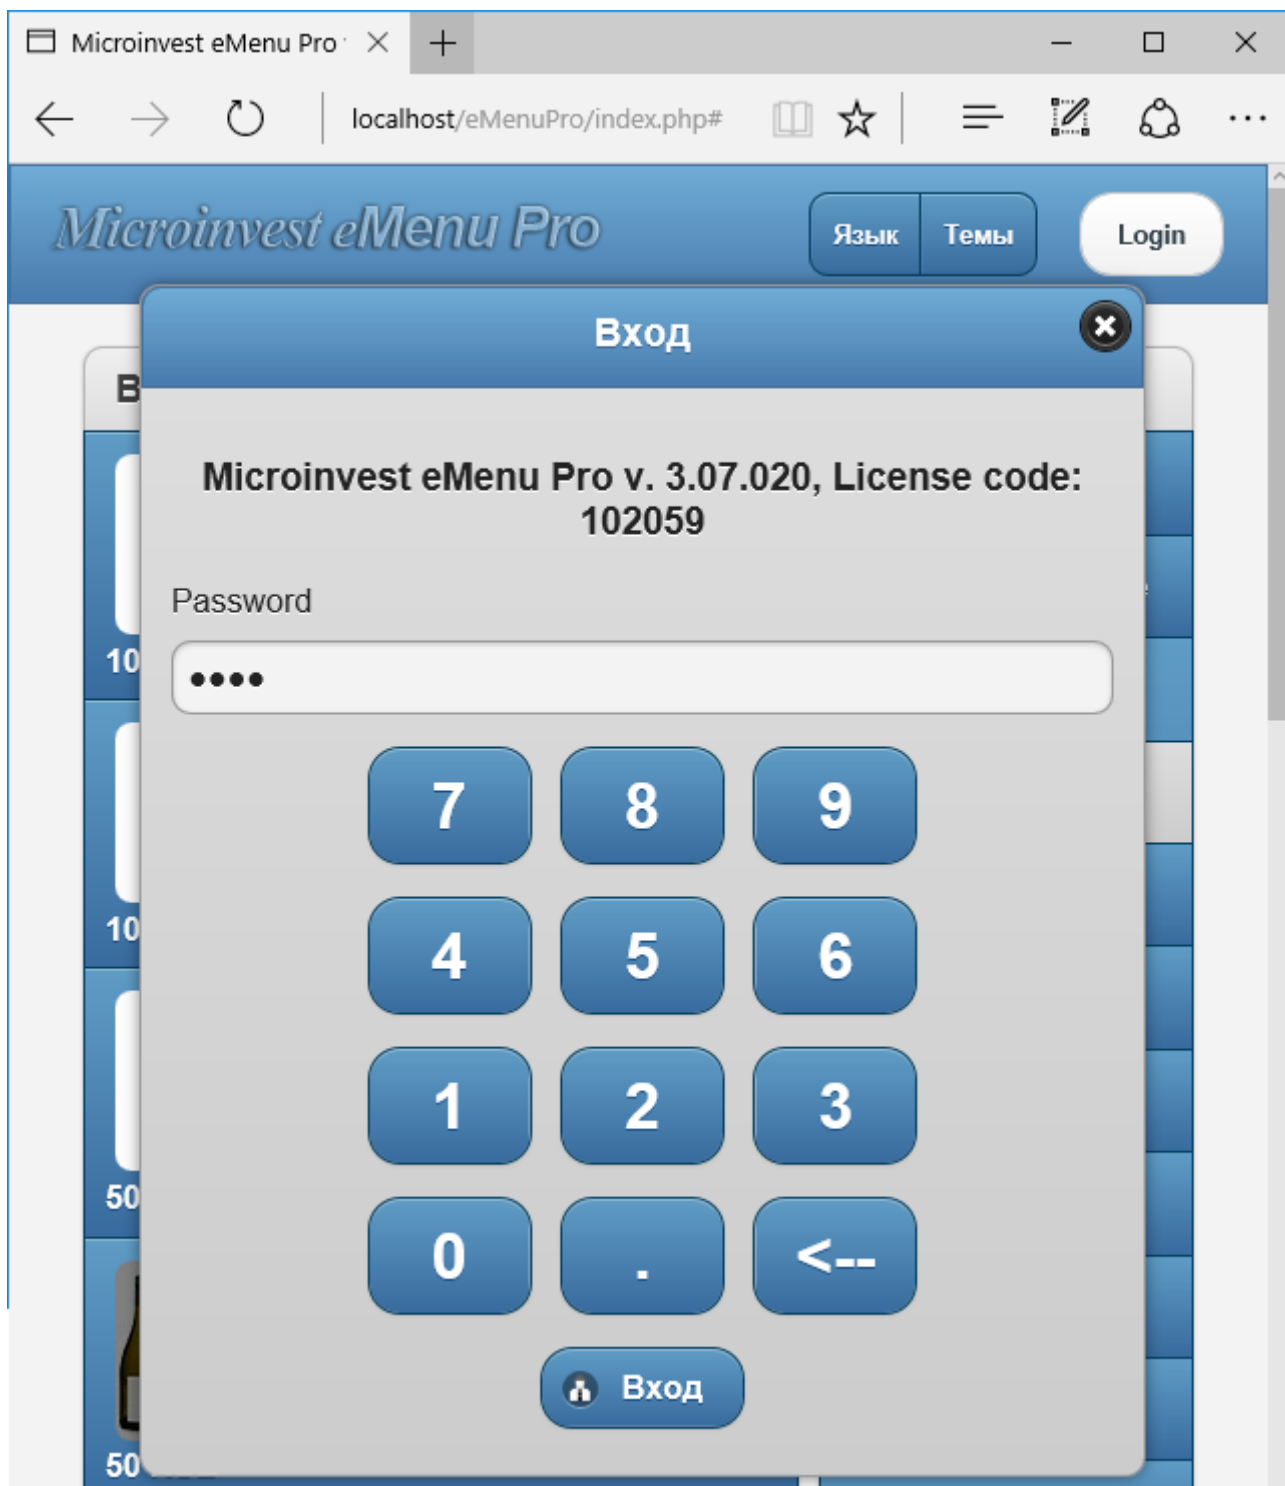 Microinvest eMenu Pro
localhost/eMenuPro/index.php#
Microinvest eMenu Pro
Язык
Темы
Login
Вход
В
Microinvest eMenu Pro v. 3.07.020, License code:
102059
Password
10
10
50
50
7 8 9
4 5 6
1 2 3
0 . <--
Вход